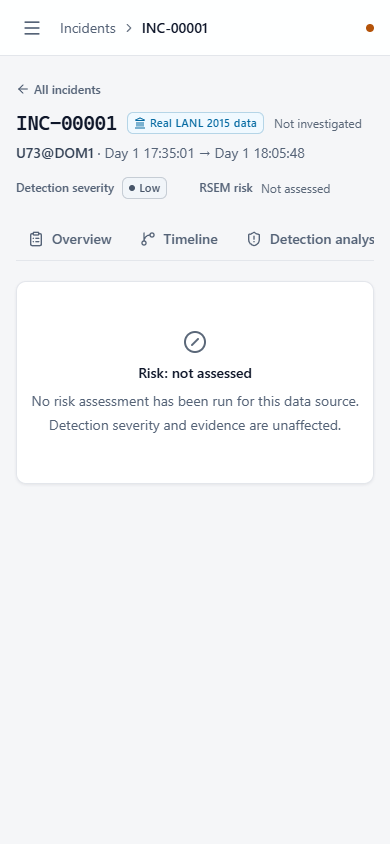 Incidents > INC-00001
← All incidents
INC-00001 Real LANL 2015 data Not investigated
U73@DOM1 · Day 1 17:35:01 → Day 1 18:05:48
Detection severity • Low RSEM risk Not assessed
Overview Timeline Detection analys
Risk: not assessed
No risk assessment has been run for this data source.
Detection severity and evidence are unaffected.